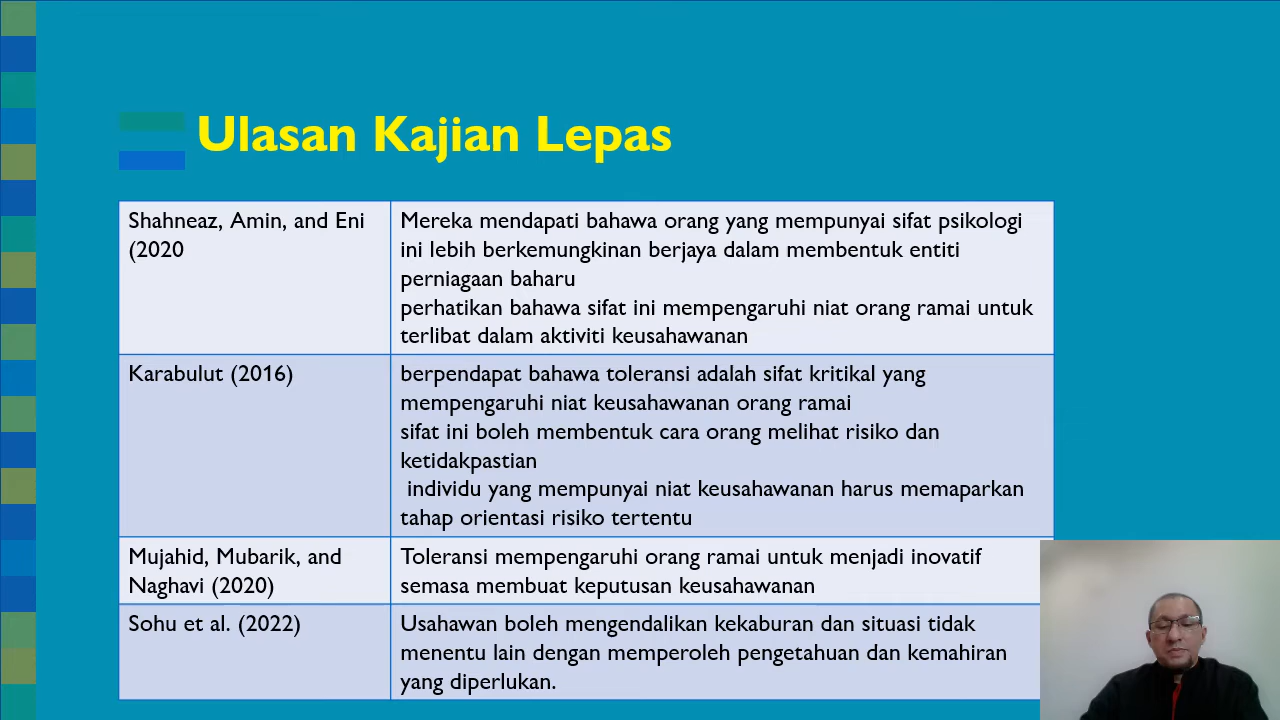 Ulasan Kajian Lepas
Shahneaz, Amin, and Eni
(2020
Mereka mendapati bahawa orang yang mempunyai sifat psikologi
ini lebih berkemungkinan berjaya dalam membentuk entiti
perniagaan baharu
perhatikan bahawa sifat ini mempengaruhi niat orang ramai untuk
terlibat dalam aktiviti keusahawanan
Karabulut (2016)
berpendapat bahawa toleransi adalah sifat kritikal yang
mempengaruhi niat keusahawanan orang ramai
sifat ini boleh membentuk cara orang melihat risiko dan
ketidakpastian
individu yang mempunyai niat keusahawanan harus memaparkan
tahap orientasi risiko tertentu
Mujahid, Mubarik, and
Naghavi (2020)
Toleransi mempengaruhi orang ramai untuk menjadi inovatif
semasa membuat keputusan keusahawanan
Sohu et al. (2022)
Usahawan boleh mengendalikan kekaburan dan situasi tidak
menentu lain dengan memperoleh pengetahuan dan kemahiran
yang diperlukan.